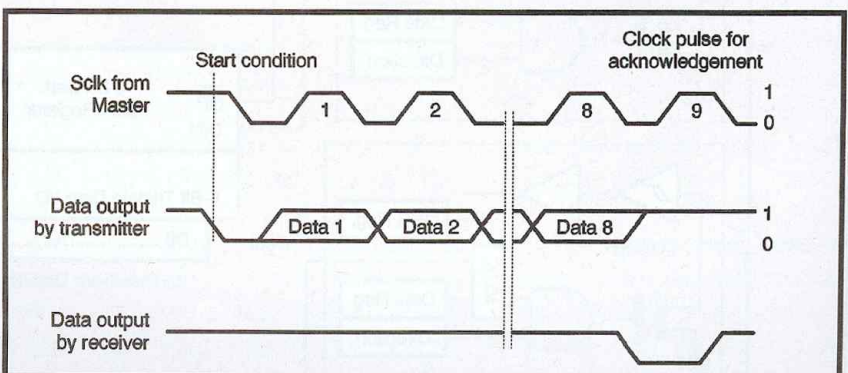 Start condition
Clock pulse for
acknowledgement
Sclk from
Master
1
2
8
9
1
0
Data output
by transmitter
Data 1
Data 2
Data 8
1
0
Data output
by receiver